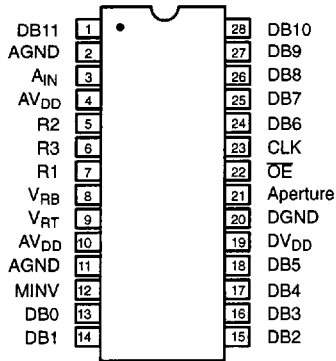 DB11 1 28 DB10
AGND 2 27 DB9
AIN 3 26 DB8
AVDD 4 25 DB7
R2 5 24 DB6
R3 6 23 CLK
R1 7 22 O̅E̅
VRB 8 21 Aperture
VRT 9 20 DGND
AVDD 10 19 DVDD
AGND 11 18 DB5
MINV 12 17 DB4
DB0 13 16 DB3
DB1 14 15 DB2